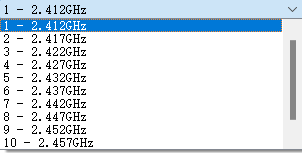 1 - 2.412GHz
1 - 2.412GHz
2 - 2.417GHz
3 - 2.422GHz
4 - 2.427GHz
5 - 2.432GHz
6 - 2.437GHz
7 - 2.442GHz
8 - 2.447GHz
9 - 2.452GHz
10 - 2.457GHz